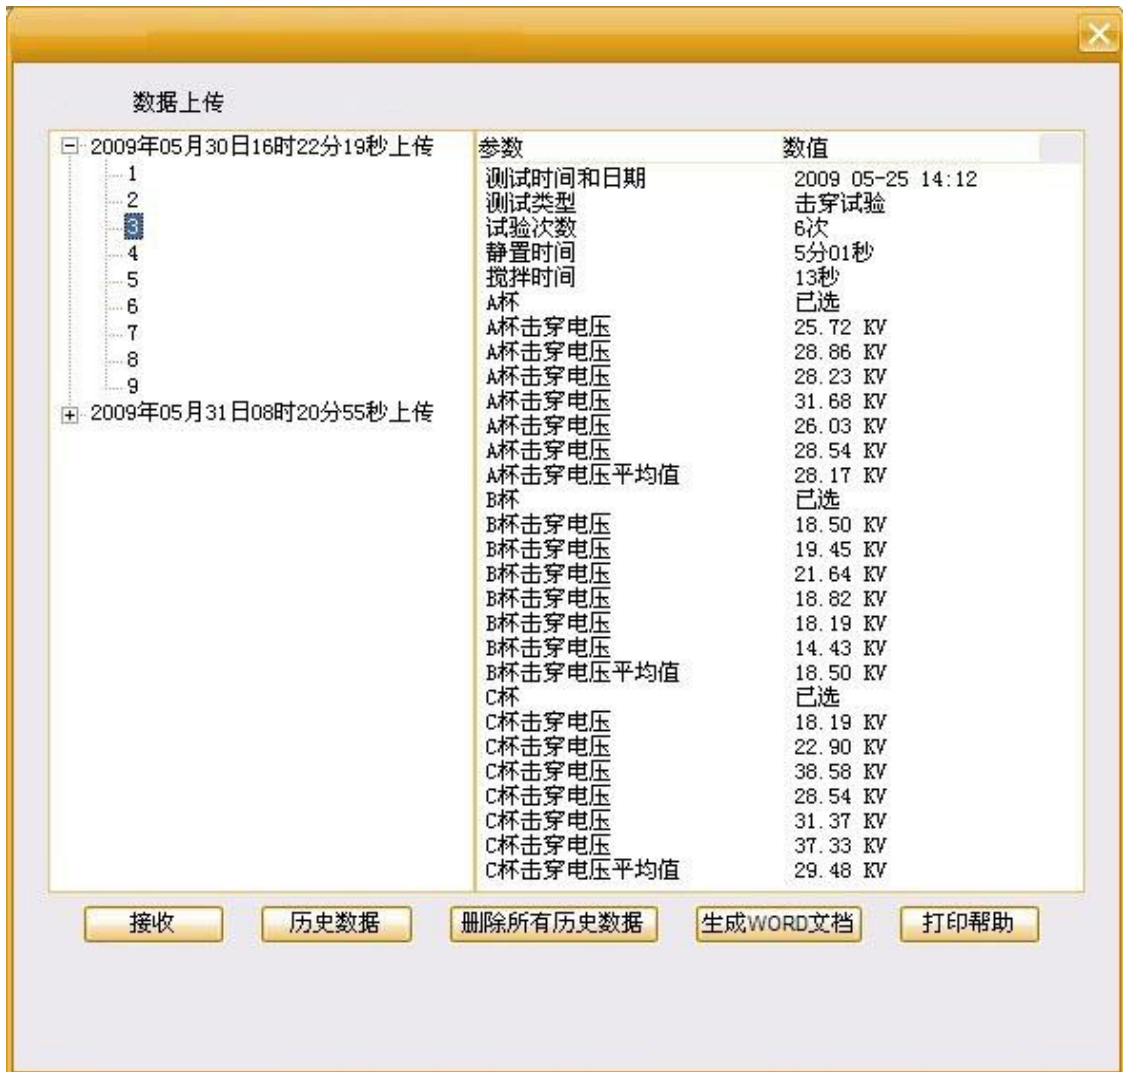 数据上传
2009年05月30日16时22分19秒上传
1
2
3
4
5
6
7
8
9
2009年05月31日08时20分55秒上传
参数 数值
测试时间和日期 2009 05-25 14:12
测试类型 击穿试验
试验次数 6次
静置时间 5分01秒
搅拌时间 13秒
A杯 已选
A杯击穿电压 25.72 KV
A杯击穿电压 28.86 KV
A杯击穿电压 28.23 KV
A杯击穿电压 31.68 KV
A杯击穿电压 26.03 KV
A杯击穿电压 28.54 KV
A杯击穿电压平均值 28.17 KV
B杯 已选
B杯击穿电压 18.50 KV
B杯击穿电压 19.45 KV
B杯击穿电压 21.64 KV
B杯击穿电压 18.82 KV
B杯击穿电压 18.19 KV
B杯击穿电压 14.43 KV
B杯击穿电压平均值 18.50 KV
C杯 已选
C杯击穿电压 18.19 KV
C杯击穿电压 22.90 KV
C杯击穿电压 38.58 KV
C杯击穿电压 28.54 KV
C杯击穿电压 31.37 KV
C杯击穿电压 37.33 KV
C杯击穿电压平均值 29.48 KV
接收 历史数据 删除所有历史数据 生成WORD文档 打印帮助